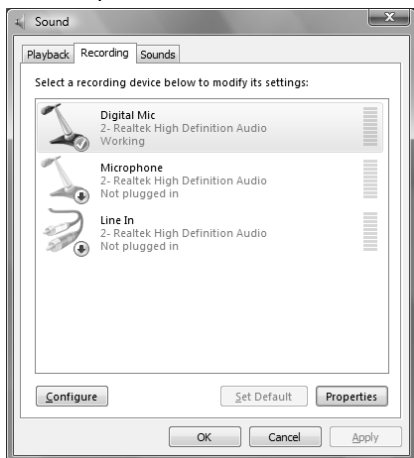 Sound
Playback Recording Sounds
Select a recording device below to modify its settings:
Digital Mic
2- Realtek High Definition Audio
Working
Microphone
2- Realtek High Definition Audio
Not plugged in
Line In
2- Realtek High Definition Audio
Not plugged in
Configure Set Default Properties
OK Cancel Apply